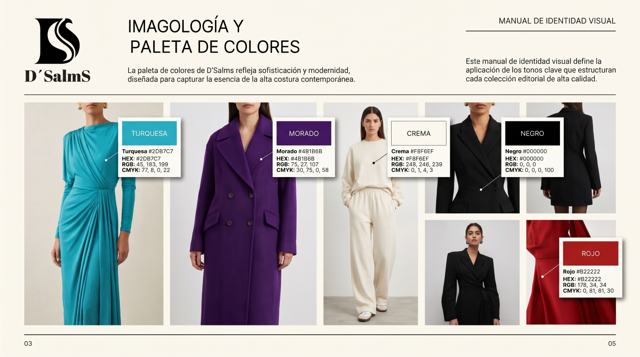 D´SalmS
IMAGOLOGÍA Y
PALETA DE COLORES
La paleta de colores de D'Salms refleja sofisticación y modernidad,
diseñada para capturar la esencia de la alta costura contemporánea.
MANUAL DE IDENTIDAD VISUAL
Este manual de identidad visual define la
aplicación de los tonos clave que estructuran
cada colección editorial de alta calidad.
TURQUESA
Turquesa #2DB7C7
HEX: #2DB7C7
RGB: 45, 183, 199
CMYK: 77, 8, 0, 22
MORADO
Morado #4B1B6B
HEX: #4B1B6B
RGB: 75, 27, 107
CMYK: 30, 75, 0, 58
CREMA
Crema #F8F6EF
HEX: #F8F6EF
RGB: 248, 246, 239
CMYK: 0, 1, 4, 3
NEGRO
Negro #000000
HEX: #000000
RGB: 0, 0, 0
CMYK: 0, 0, 0, 100
ROJO
Rojo #B22222
HEX: #B22222
RGB: 178, 34, 34
CMYK: 0, 81, 81, 30
03
05